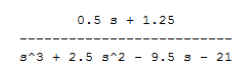 0.5 s + 1.25
---------------------------
s^3 + 2.5 s^2 - 9.5 s - 21